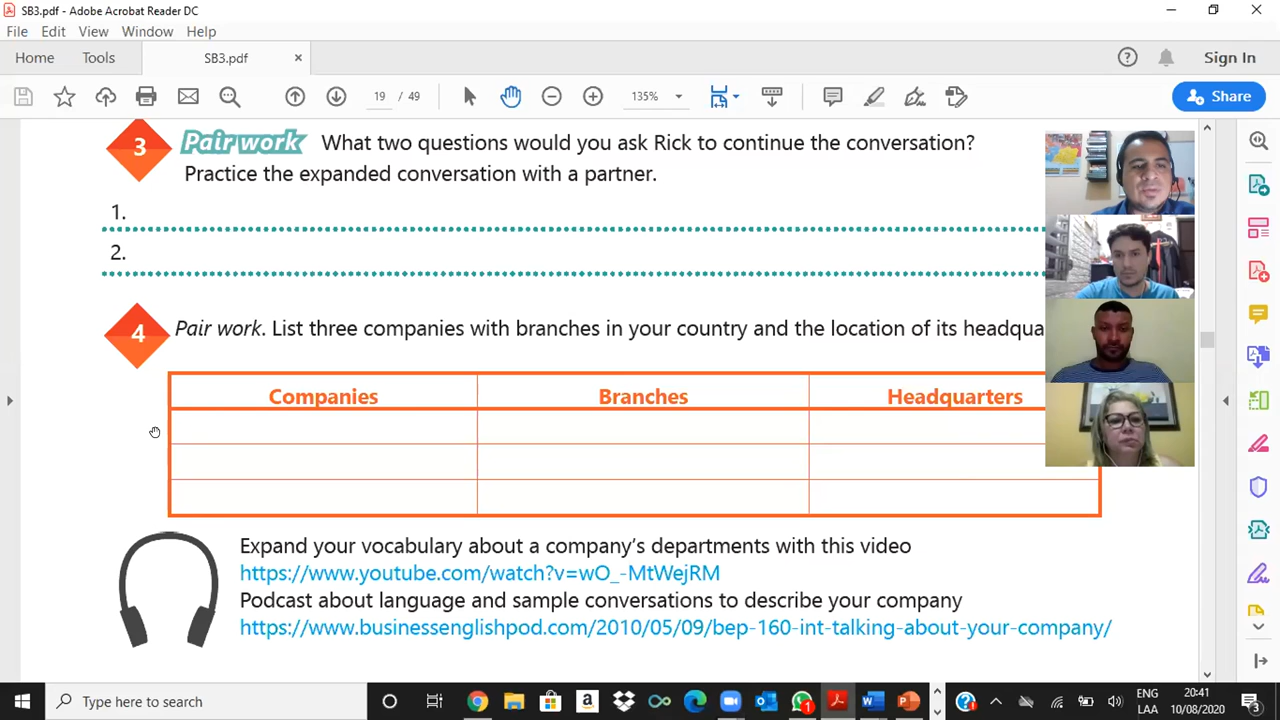 SB3.pdf - Adobe Acrobat Reader DC
File Edit View Window Help
Home Tools SB3.pdf × Sign In
19 / 49 135% Share
3 Pair work What two questions would you ask Rick to continue the conversation?
Practice the expanded conversation with a partner.
1.
2.
4 Pair work. List three companies with branches in your country and the location of its headqua
Companies Branches Headquarters
Expand your vocabulary about a company's departments with this video
https://www.youtube.com/watch?v=wO_-MtWejRM
Podcast about language and sample conversations to describe your company
https://www.businessenglishpod.com/2010/05/09/bep-160-int-talking-about-your-company/
Type here to search
ENG 20:41
LAA 10/08/2020